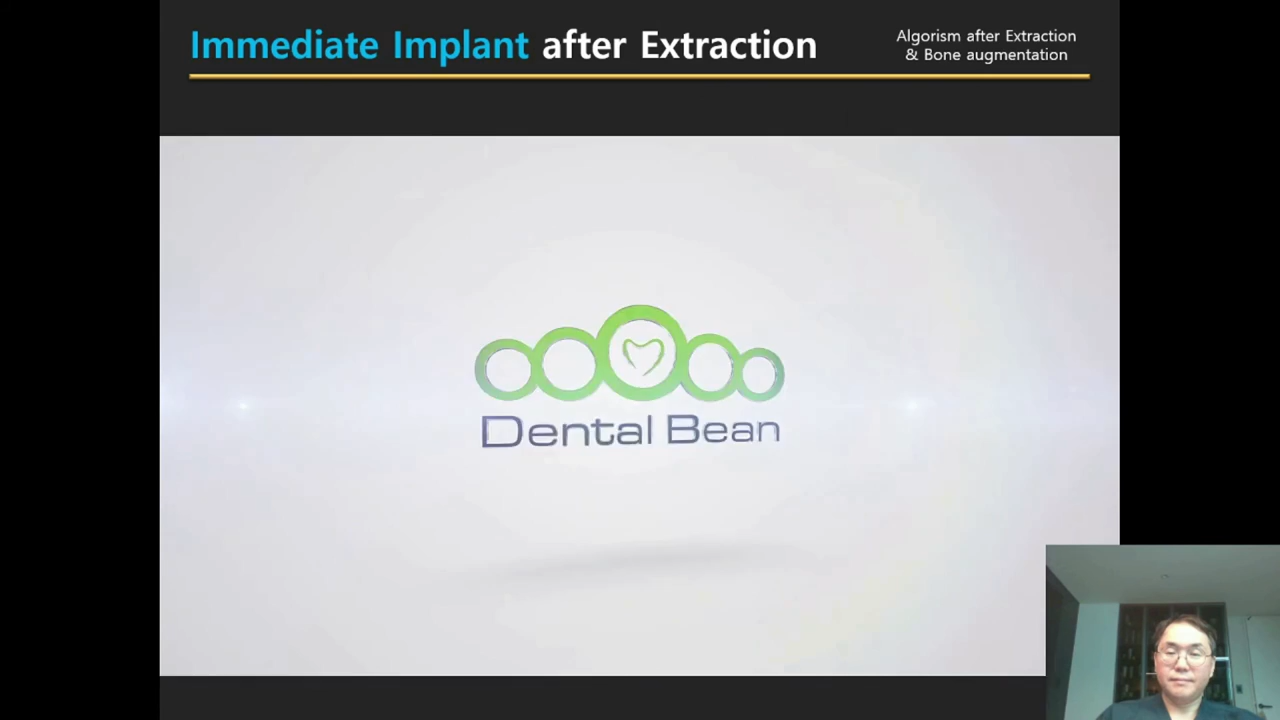 Immediate Implant after Extraction
Algorism after Extraction
& Bone augmentation
Dental Bean